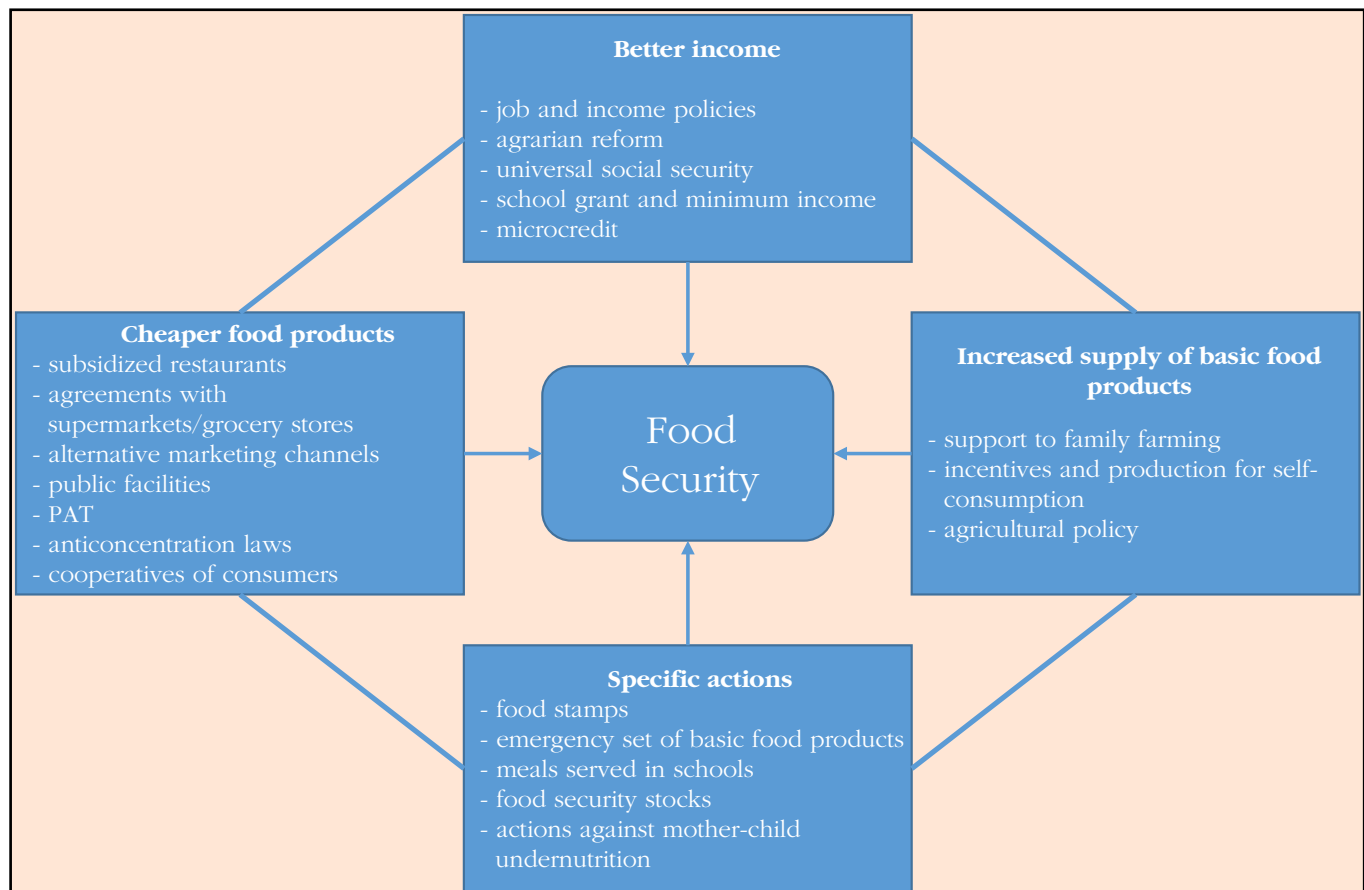 Better income
- job and income policies
- agrarian reform
- universal social security
- school grant and minimum income
- microcredit
Cheaper food products
- subsidized restaurants
- agreements with
supermarkets/grocery stores
- alternative marketing channels
- public facilities
- PAT
- anticoncentration laws
- cooperatives of consumers
Food
Security
Increased supply of basic food
products
- support to family farming
- incentives and production for self-
consumption
- agricultural policy
Specific actions
- food stamps
- emergency set of basic food products
- meals served in schools
- food security stocks
- actions against mother-child
undernutrition